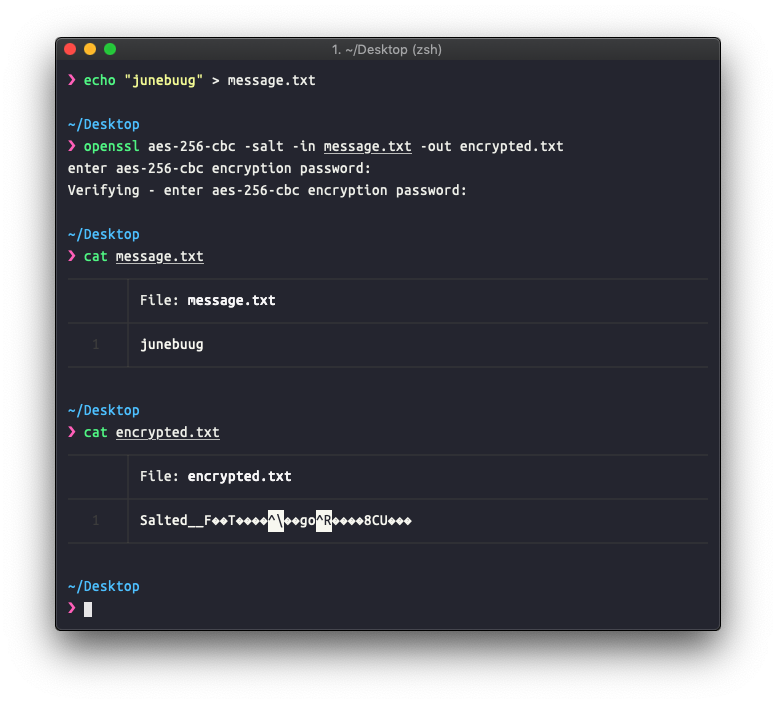 1. ~/Desktop (zsh)
❯ echo "junebuug" > message.txt
~/Desktop
❯ openssl aes-256-cbc -salt -in message.txt -out encrypted.txt
enter aes-256-cbc encryption password:
Verifying - enter aes-256-cbc encryption password:
~/Desktop
❯ cat message.txt
File: message.txt
1 junebuug
~/Desktop
❯ cat encrypted.txt
File: encrypted.txt
1 Salted__F��T����^\��go^R����8CU���
~/Desktop
❯